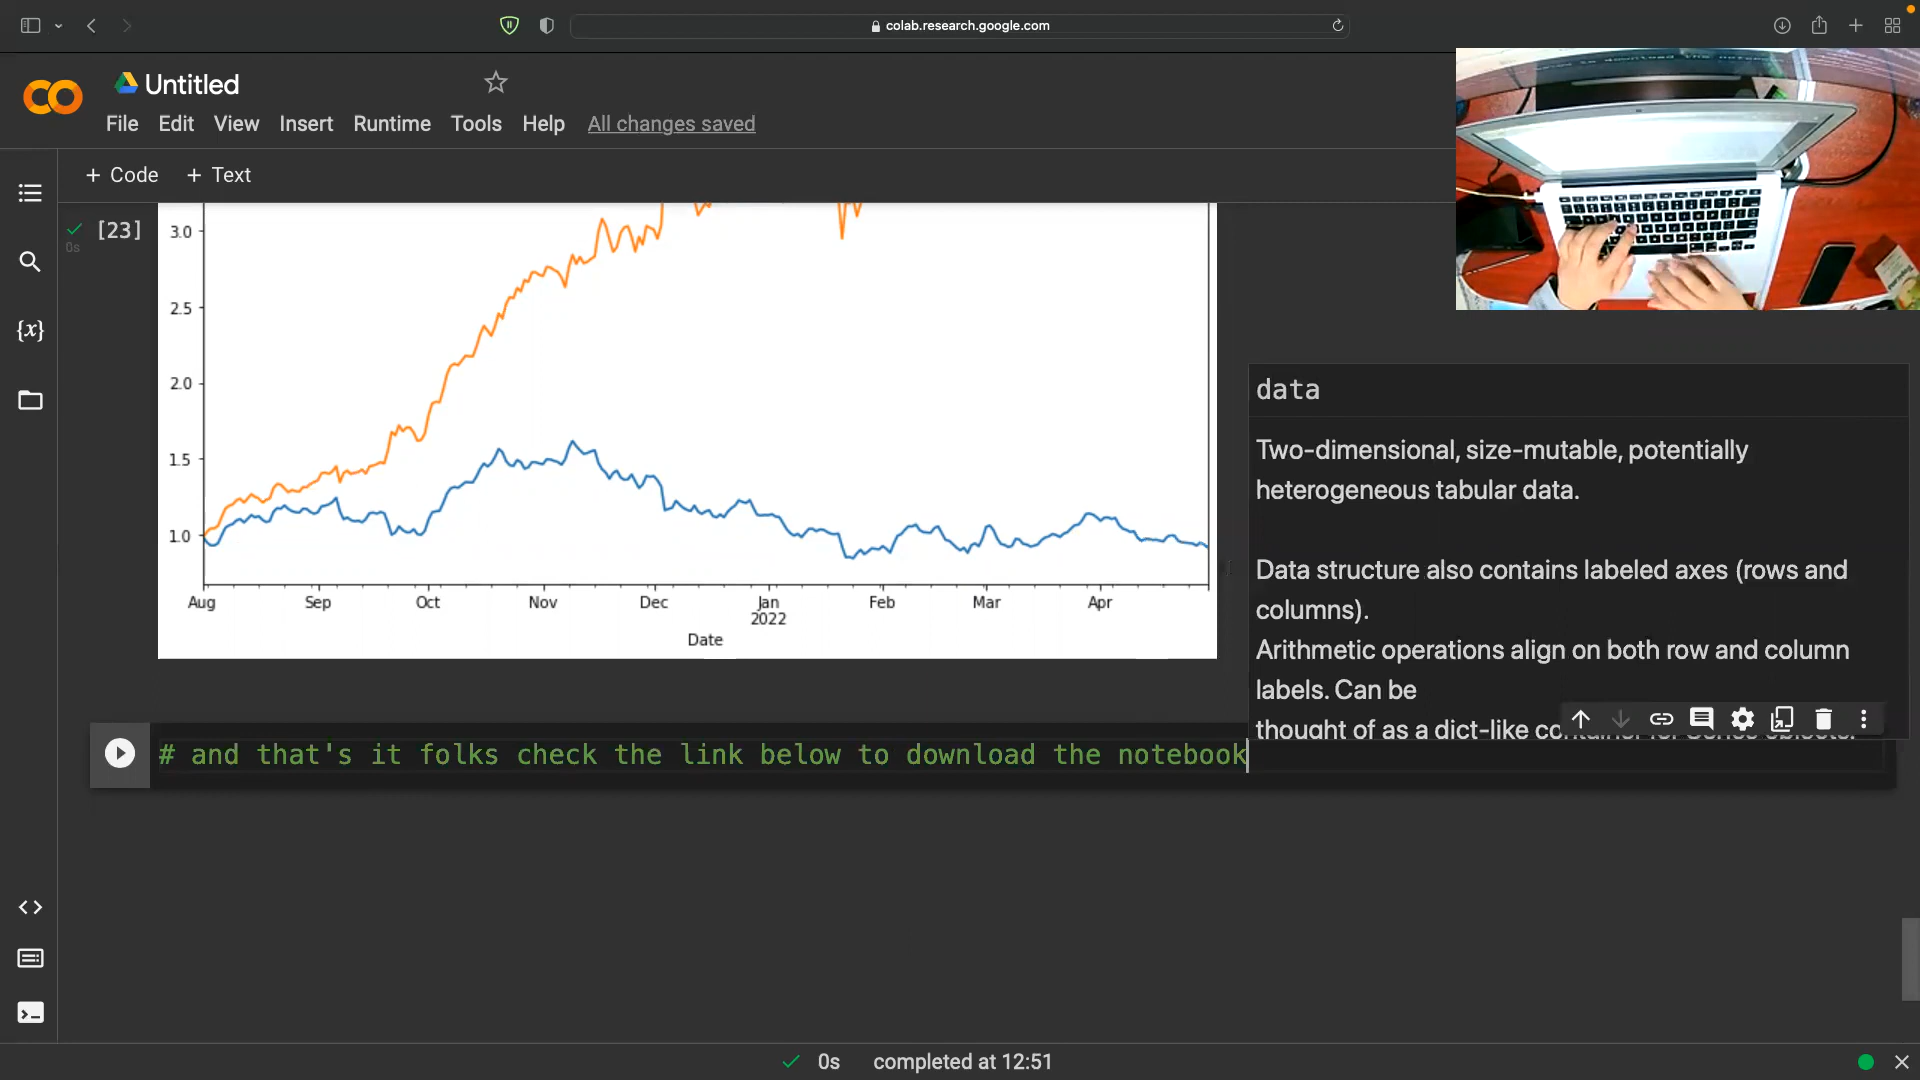 colab.research.google.com
Untitled
File Edit View Insert Runtime Tools Help All changes saved
+ Code + Text
[23]
0s
3.0
2.5
2.0
1.5
1.0
Aug Sep Oct Nov Dec Jan Feb Mar Apr
2022
Date
data
Two-dimensional, size-mutable, potentially
heterogeneous tabular data.
Data structure also contains labeled axes (rows and
columns).
Arithmetic operations align on both row and column
labels. Can be
thought of as a dict-like
{x}
# and that's it folks check the link below to download the notebook
0s completed at 12:51